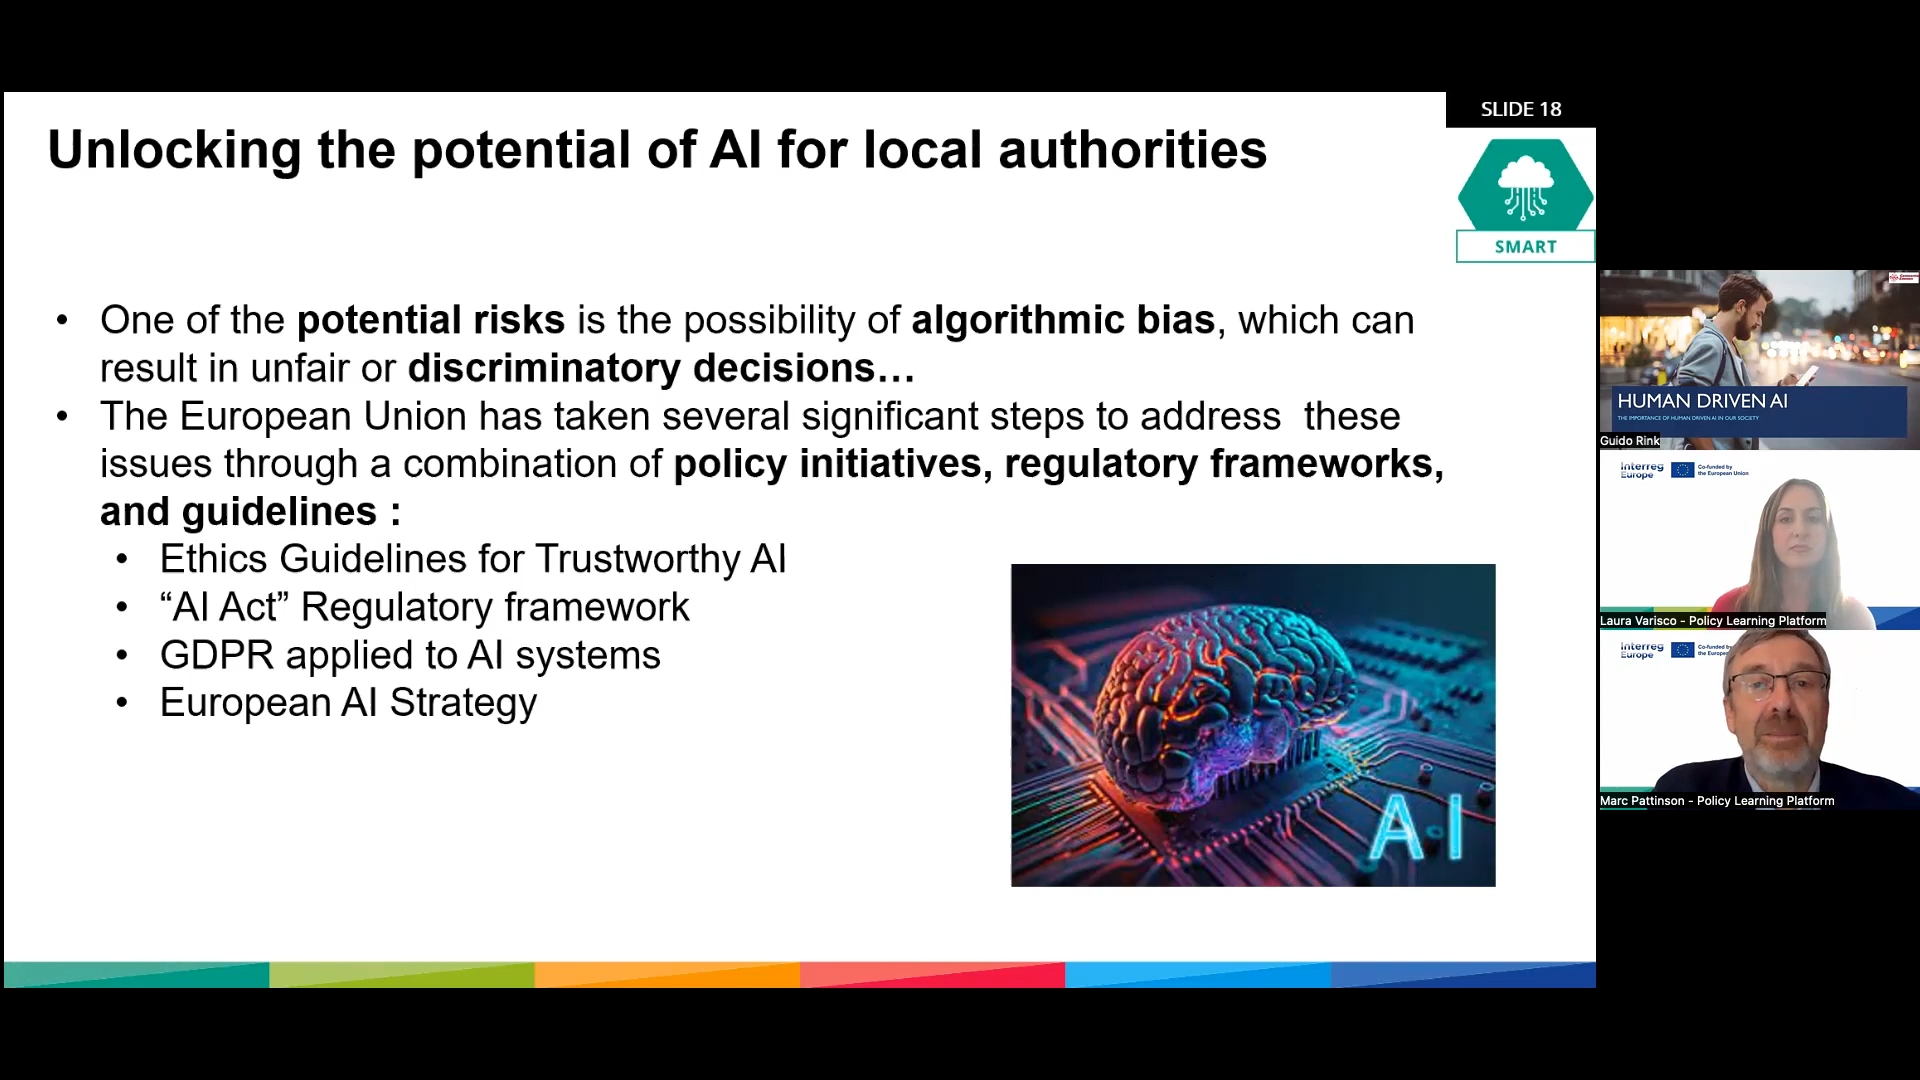 SLIDE 18
Unlocking the potential of AI for local authorities
SMART
• One of the potential risks is the possibility of algorithmic bias, which can
result in unfair or discriminatory decisions…
• The European Union has taken several significant steps to address  these
issues through a combination of policy initiatives, regulatory frameworks,
and guidelines :
• Ethics Guidelines for Trustworthy AI
• “AI Act” Regulatory framework
• GDPR applied to AI systems
• European AI Strategy
AI
HUMAN DRIVEN AI
THE IMPORTANCE OF HUMAN DRIVEN AI IN OUR SOCIETY
Guido Rink
Interreg
Europe
Co-funded by
the European Union
Laura Varisco - Policy Learning Platform
Interreg
Europe
Co-funded by
the Europea
Marc Pattinson - Policy Learning Platform